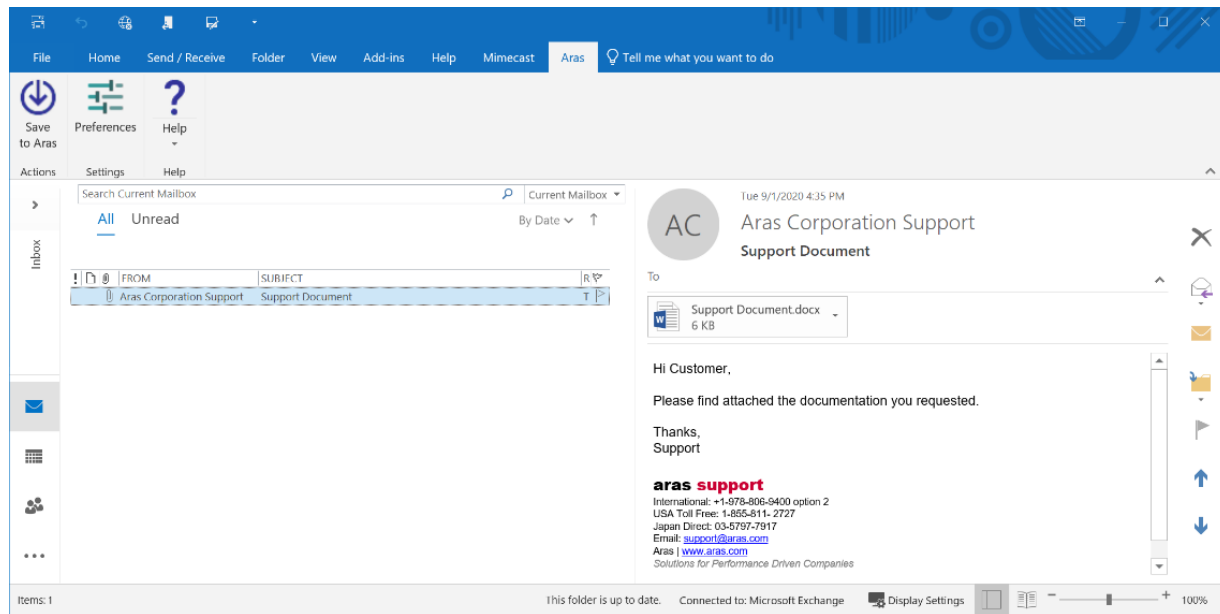 File Home Send / Receive Folder View Add-ins Help Mimecast Aras Tell me what you want to do
Save to Aras
Preferences
Help
Actions Settings Help
Search Current Mailbox Current Mailbox
All Unread By Date
Inbox
! FROM SUBJECT R
Aras Corporation Support Support Document T
Tue 9/1/2020 4:35 PM
AC
Aras Corporation Support
Support Document
To
Support Document.docx
6 KB
Hi Customer,
Please find attached the documentation you requested.
Thanks,
Support
aras support
International: +1-978-806-9400 option 2
USA Toll Free: 1-855-811- 2727
Japan Direct: 03-5797-7917
Email: support@aras.com
Aras | www.aras.com
Solutions for Performance Driven Companies
Items: 1 This folder is up to date. Connected to: Microsoft Exchange Display Settings 100%